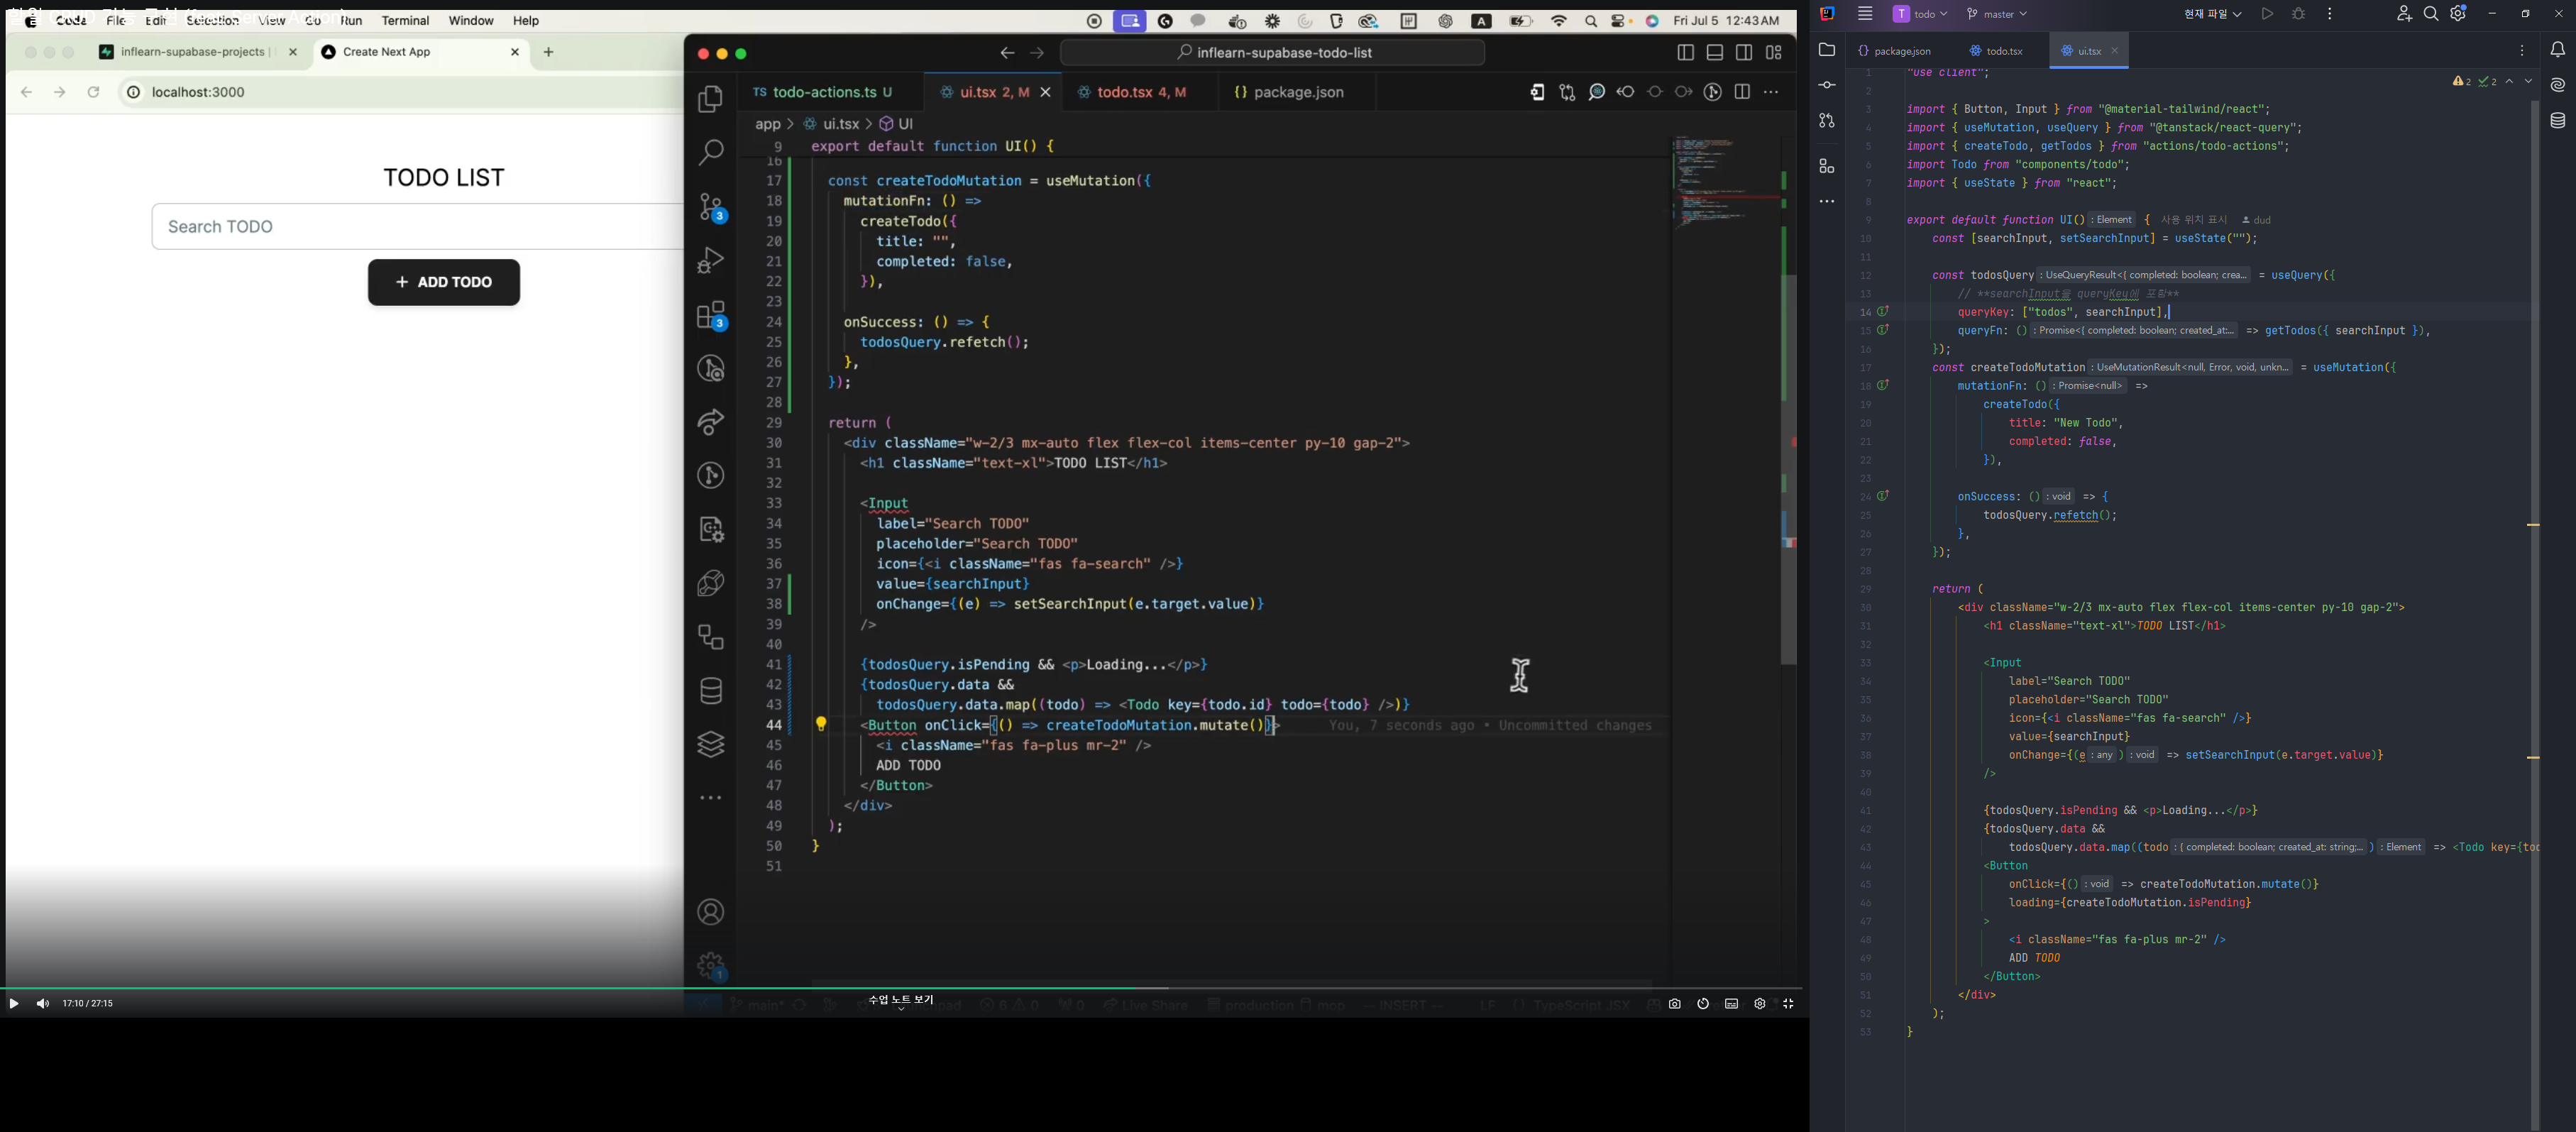 할일 CRUD 기능 구현
Code File Edit Selection View Run Terminal Window Help
Fri Jul 5 12:43 AM
inflearn-supabase-projects |
Create Next App
localhost:3000
TODO LIST
Search TODO
+ ADD TODO
inflearn-supabase-todo-list
TS todo-actions.ts U
ui.tsx 2, M
todo.tsx 4, M
{} package.json
app > ui.tsx > UI
9 export default function UI() {
16
17 const createTodoMutation = useMutation({
18 mutationFn: () =>
19 createTodo({
20 title: "",
21 completed: false,
22 }),
23
24 onSuccess: () => {
25 todosQuery.refetch();
26 },
27 });
28
29 return (
30 <div className="w-2/3 mx-auto flex flex-col items-center py-10 gap-2">
31 <h1 className="text-xl">TODO LIST</h1>
32
33 <Input
34 label="Search TODO"
35 placeholder="Search TODO"
36 icon={<i className="fas fa-search" />}
37 value={searchInput}
38 onChange={(e) => setSearchInput(e.target.value)}
39 />
40
41 {todosQuery.isPending && <p>Loading...</p>}
42 {todosQuery.data &&
43 todosQuery.data.map((todo) => <Todo key={todo.id} todo={todo} />)}
44 <Button onClick={() => createTodoMutation.mutate()}> You, 7 seconds ago • Uncommitted changes
45 <i className="fas fa-plus mr-2" />
46 ADD TODO
47 </Button>
48 </div>
49 );
50 }
51
3
3
1
main*
Live Share
production
mop
-- INSERT --
LF
TypeScript JSX
17:10 / 27:15
수업 노트 보기
T todo
master
현재 파일
{} package.json
todo.tsx
ui.tsx
2 2
1 "use client";
2
3 import { Button, Input } from "@material-tailwind/react";
4 import { useMutation, useQuery } from "@tanstack/react-query";
5 import { createTodo, getTodos } from "actions/todo-actions";
6 import Todo from "components/todo";
7 import { useState } from "react";
8
9 export default function UI() : Element { 사용 위치 표시 dud
10 const [searchInput, setSearchInput] = useState("");
11
12 const todosQuery : UseQueryResult<{ completed: boolean; crea... = useQuery({
13 // **searchInput을 queryKey에 포함**
14 queryKey: ["todos", searchInput],
15 queryFn: () : Promise<{ completed: boolean; created_at:... => getTodos({ searchInput }),
16 });
17 const createTodoMutation : UseMutationResult<null, Error, void, unkn... = useMutation({
18 mutationFn: () : Promise<null> =>
19 createTodo({
20 title: "New Todo",
21 completed: false,
22 }),
23
24 onSuccess: () : void => {
25 todosQuery.refetch();
26 },
27 });
28
29 return (
30 <div className="w-2/3 mx-auto flex flex-col items-center py-10 gap-2">
31 <h1 className="text-xl">TODO LIST</h1>
32
33 <Input
34 label="Search TODO"
35 placeholder="Search TODO"
36 icon={<i className="fas fa-search" />}
37 value={searchInput}
38 onChange={(e : any ) : void => setSearchInput(e.target.value)}
39 />
40
41 {todosQuery.isPending && <p>Loading...</p>}
42 {todosQuery.data &&
43 todosQuery.data.map((todo : { completed: boolean; created_at: string;... ) : Element => <Todo key={tod
44 <Button
45 onClick={() : void => createTodoMutation.mutate()}
46 loading={createTodoMutation.isPending}
47 >
48 <i className="fas fa-plus mr-2" />
49 ADD TODO
50 </Button>
51 </div>
52 );
53 }